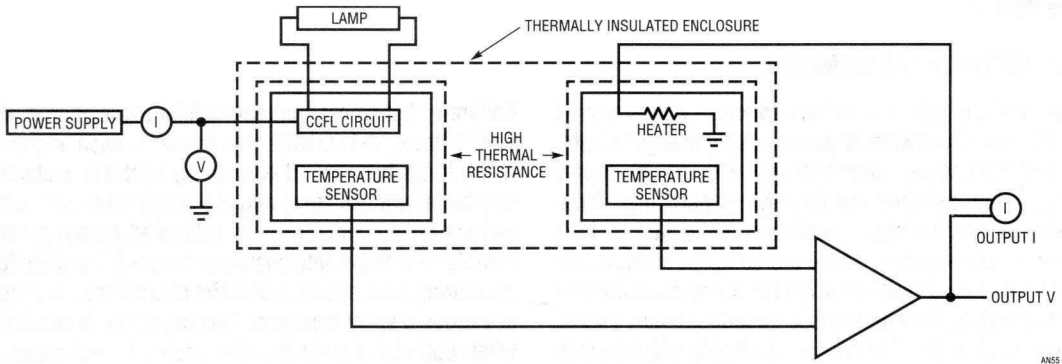 LAMP
THERMALLY INSULATED ENCLOSURE
POWER SUPPLY
I
CCFL CIRCUIT
HEATER
HIGH
THERMAL
RESISTANCE
V
TEMPERATURE
SENSOR
TEMPERATURE
SENSOR
I
OUTPUT I
OUTPUT V
AN55